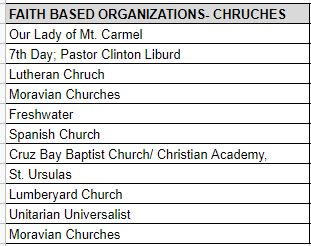 FAITH BASED ORGANIZATIONS- CHRUCHES
Our Lady of Mt. Carmel
7th Day; Pastor Clinton Liburd
Lutheran Chruch
Moravian Churches
Freshwater
Spanish Church
Cruz Bay Baptist Church/ Christian Academy,
St. Ursulas
Lumberyard Church
Unitarian Universalist
Moravian Churches